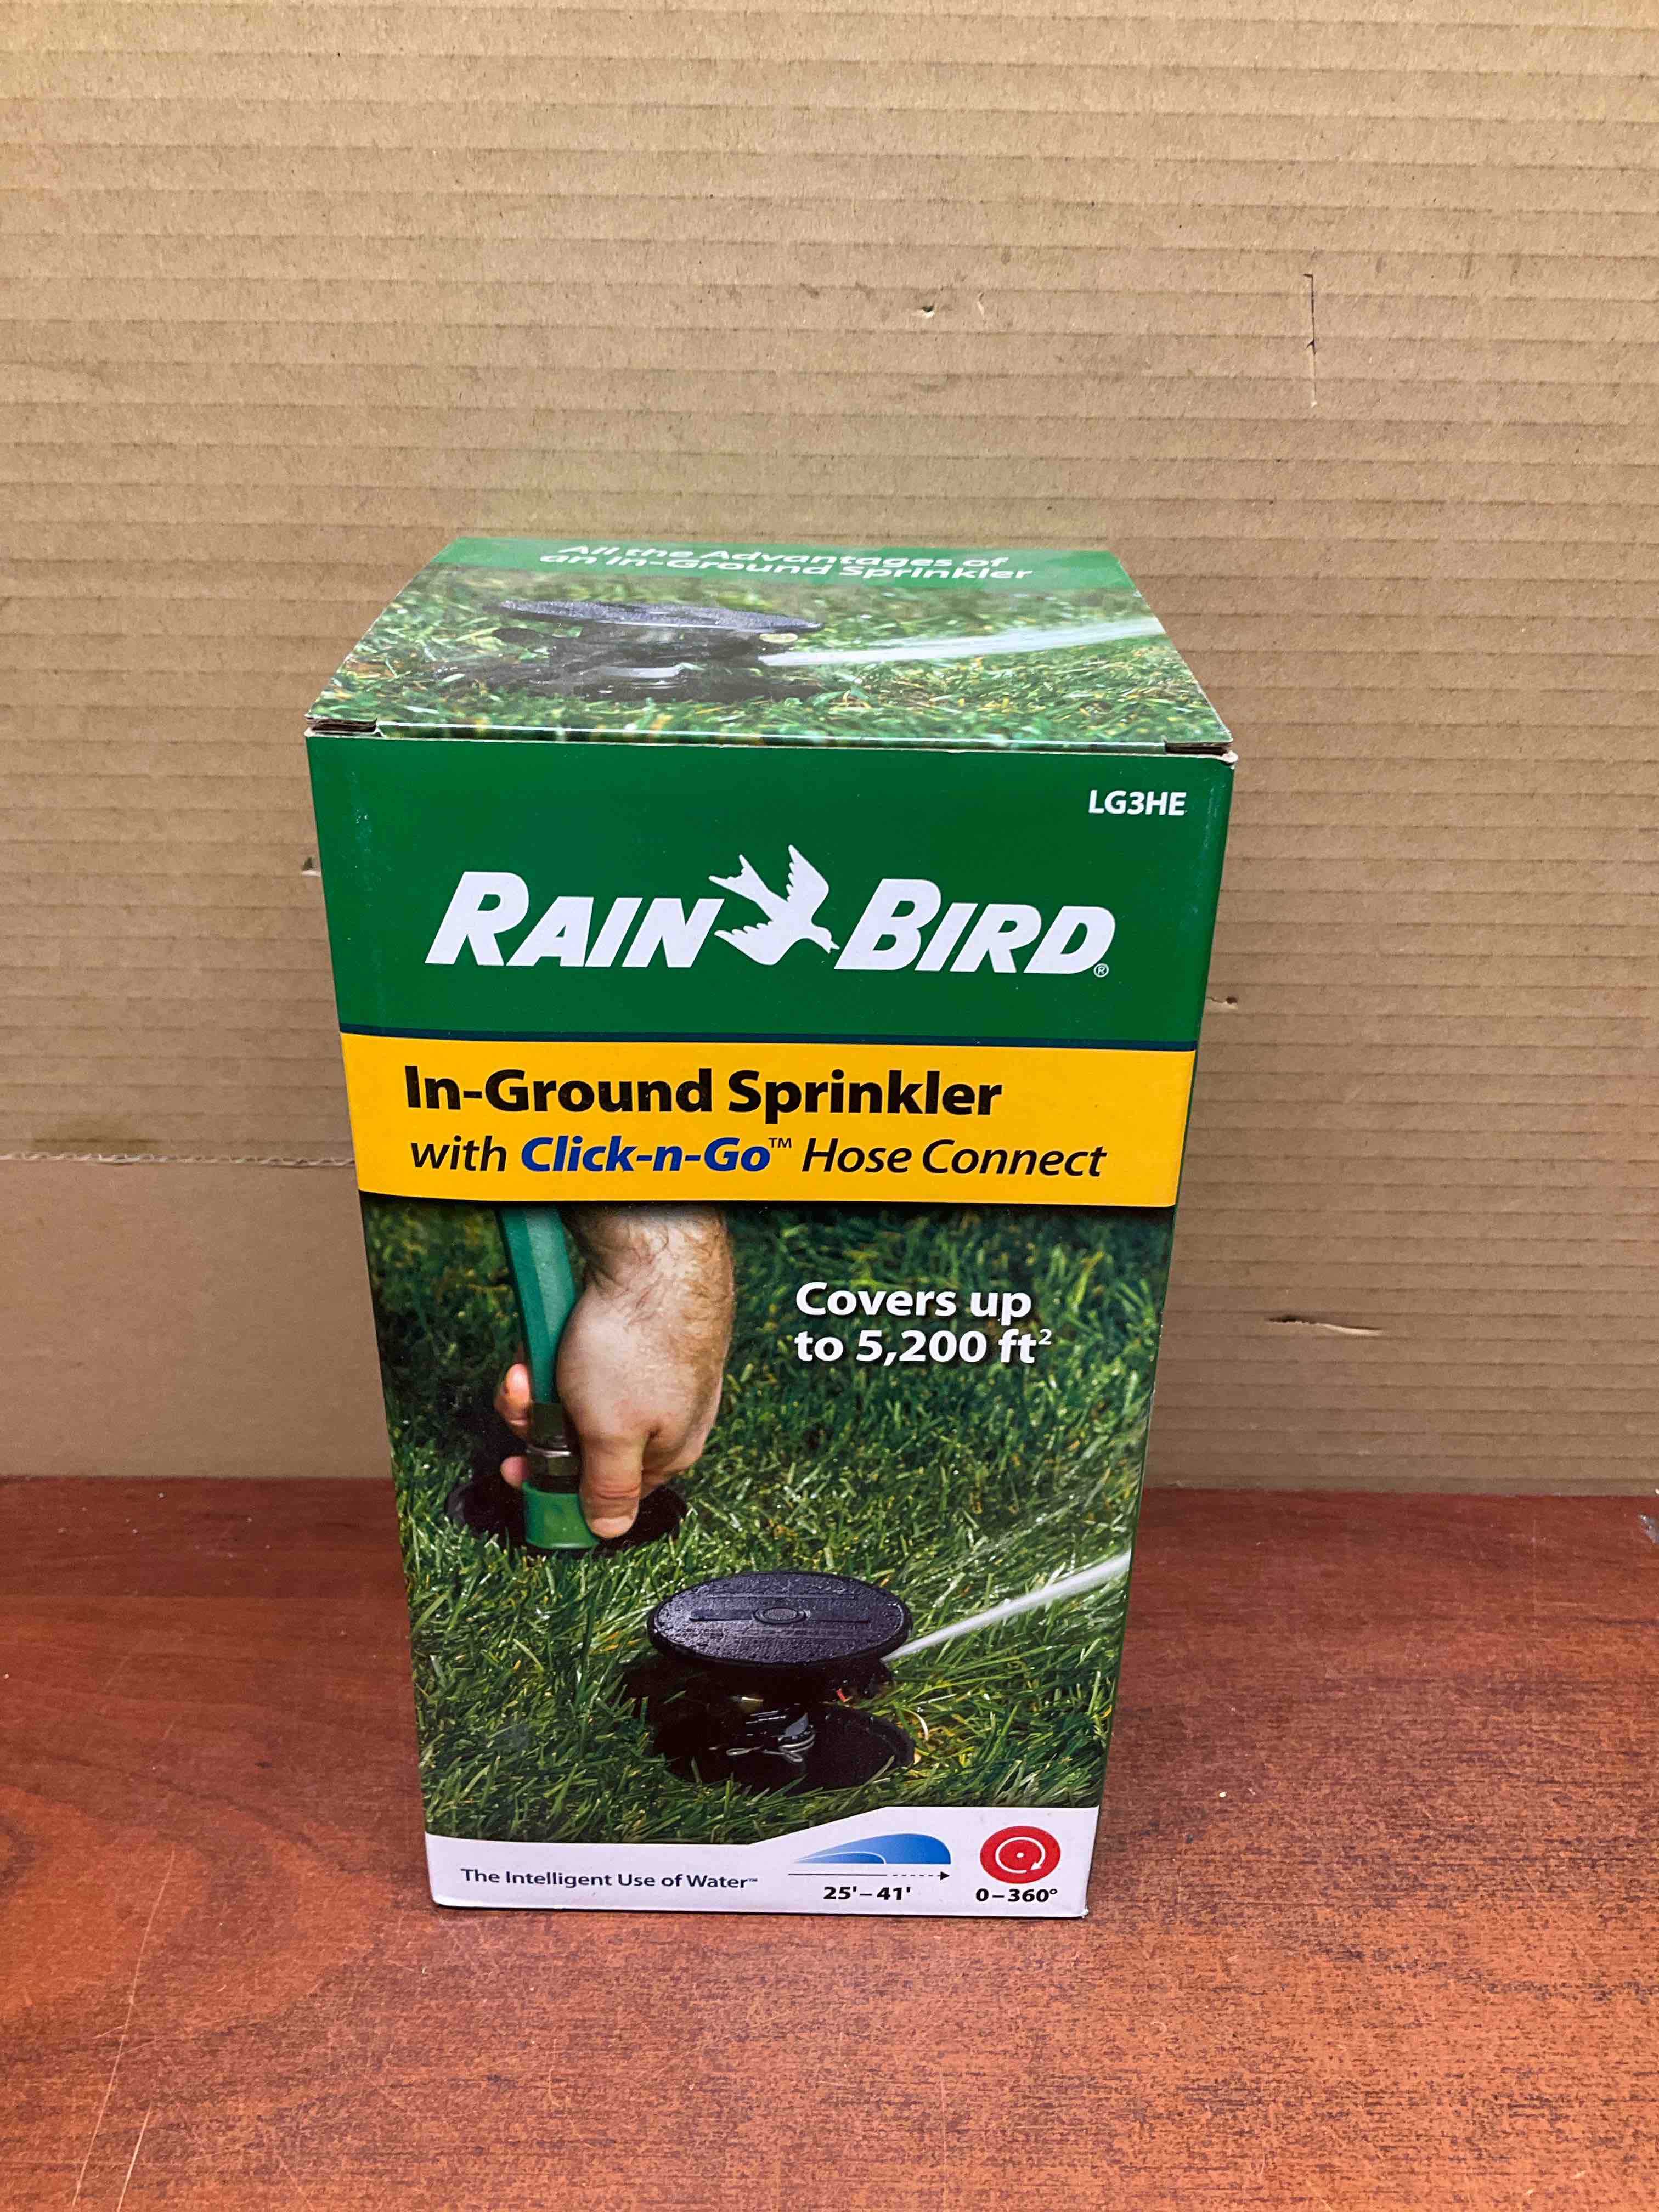 All the Advantages of
an In-Ground Sprinkler
LG3HE
RAIN BIRD®
In-Ground Sprinkler
with Click-n-Go™ Hose Connect
Covers up
to 5,200 ft²
The Intelligent Use of Water™
25'–41'
0–360°